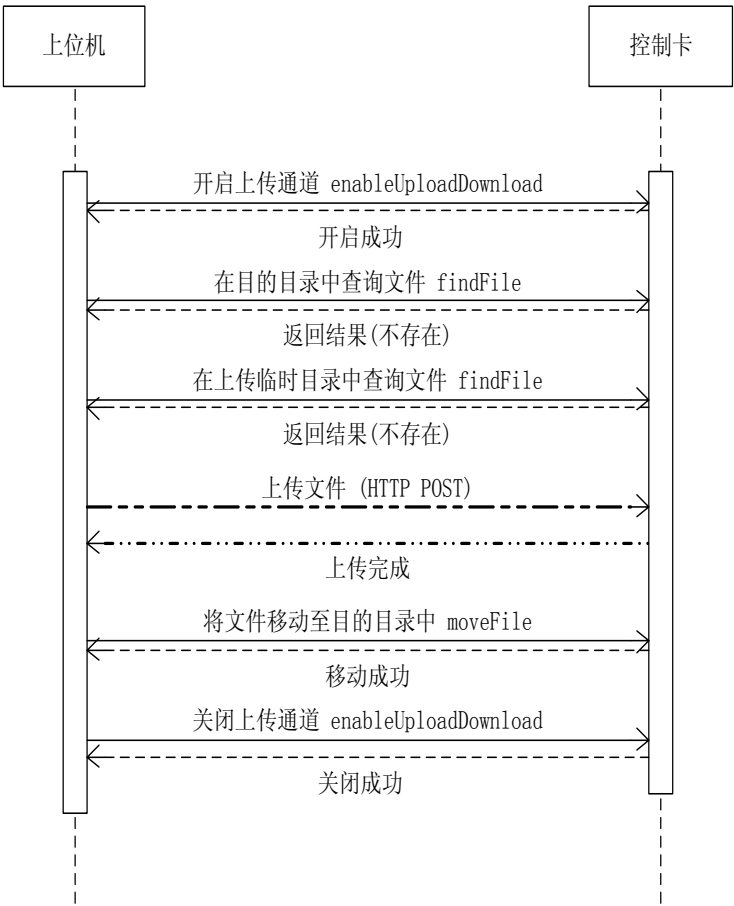 上位机
控制卡
开启上传通道 enableUploadDownload
开启成功
在目的目录中查询文件 findFile
返回结果(不存在)
在上传临时目录中查询文件 findFile
返回结果(不存在)
上传文件 (HTTP POST)
上传完成
将文件移动至目的目录中 moveFile
移动成功
关闭上传通道 enableUploadDownload
关闭成功